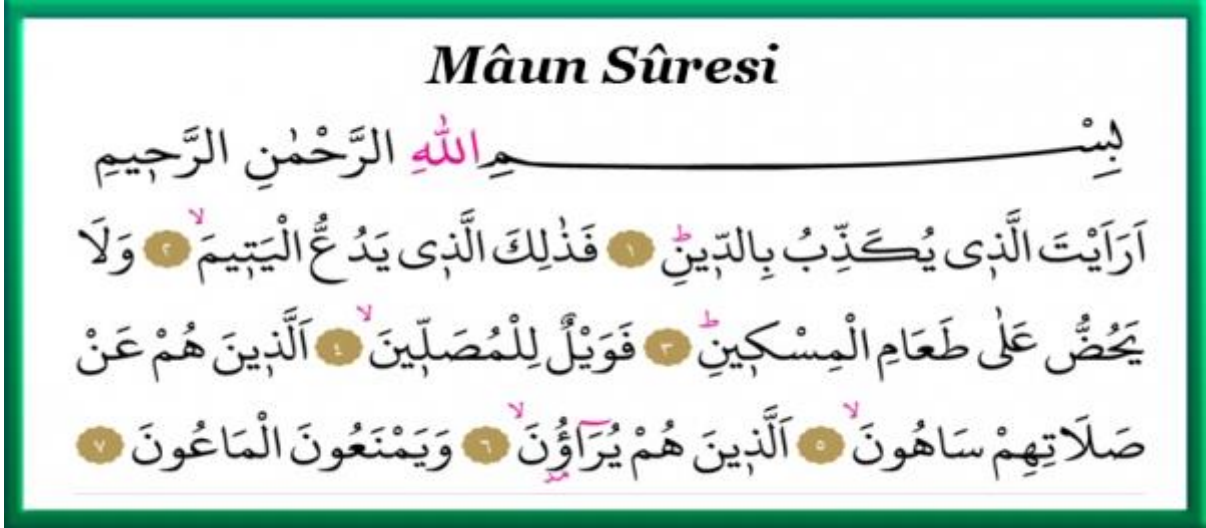 Mâun Sûresi
بِسْمِ اللّٰهِ الرَّحْمٰنِ الرَّحٖيمِ
اَرَاَيْتَ الَّذٖى يُكَذِّبُ بِالدّٖينِؕ ١ فَذٰلِكَ الَّذٖى يَدُعُّ الْيَتٖيمَۙ ٢ وَلَا
يَحُضُّ عَلٰى طَعَامِ الْمِسْكٖينِؕ ٣ فَوَيْلٌ لِلْمُصَلّٖينَۙ ٤ اَلَّذٖينَ هُمْ عَنْ
صَلَاتِهِمْ سَاهُونَۙ ٥ اَلَّذٖينَ هُمْ يُرَٓاؤُ۫نَۙ ٦ وَيَمْنَعُونَ الْمَاعُونَ ٧